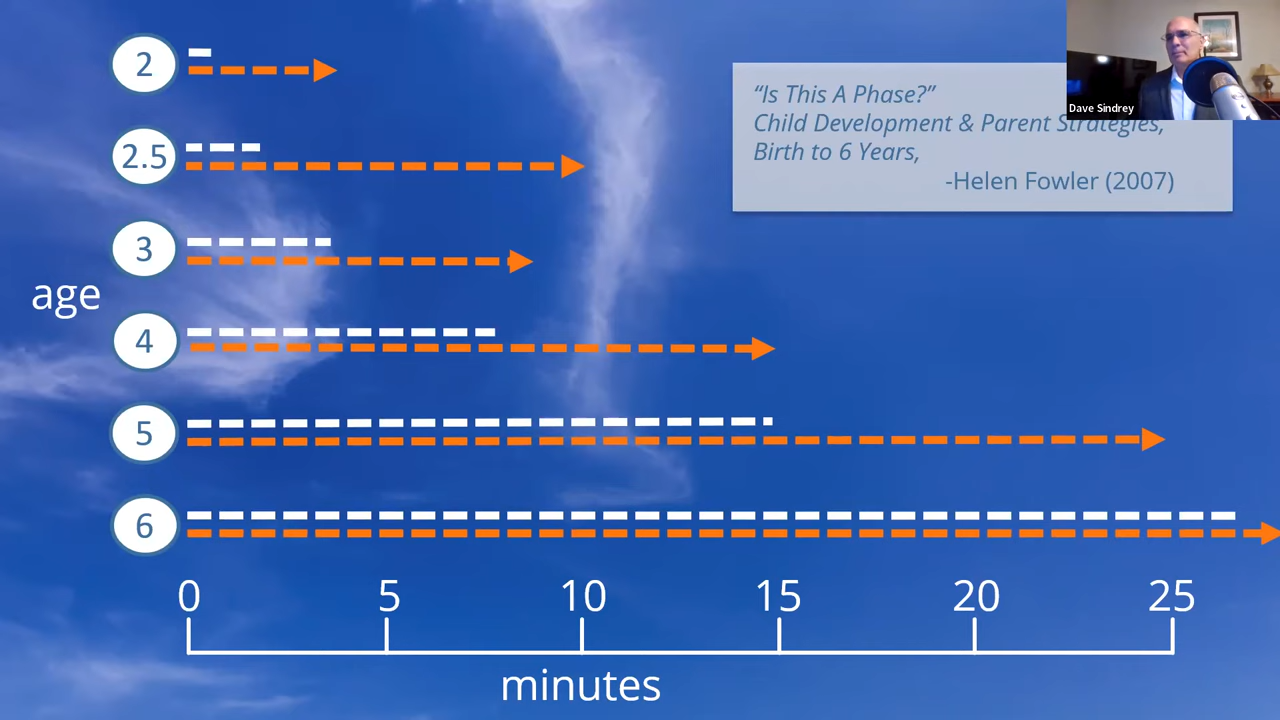 2
2.5
3
age
4
5
6
“Is This A Phase?”
Child Development & Parent Strategies,
Birth to 6 Years,
-Helen Fowler (2007)
Dave Sindrey
0 5 10 15 20 25
minutes